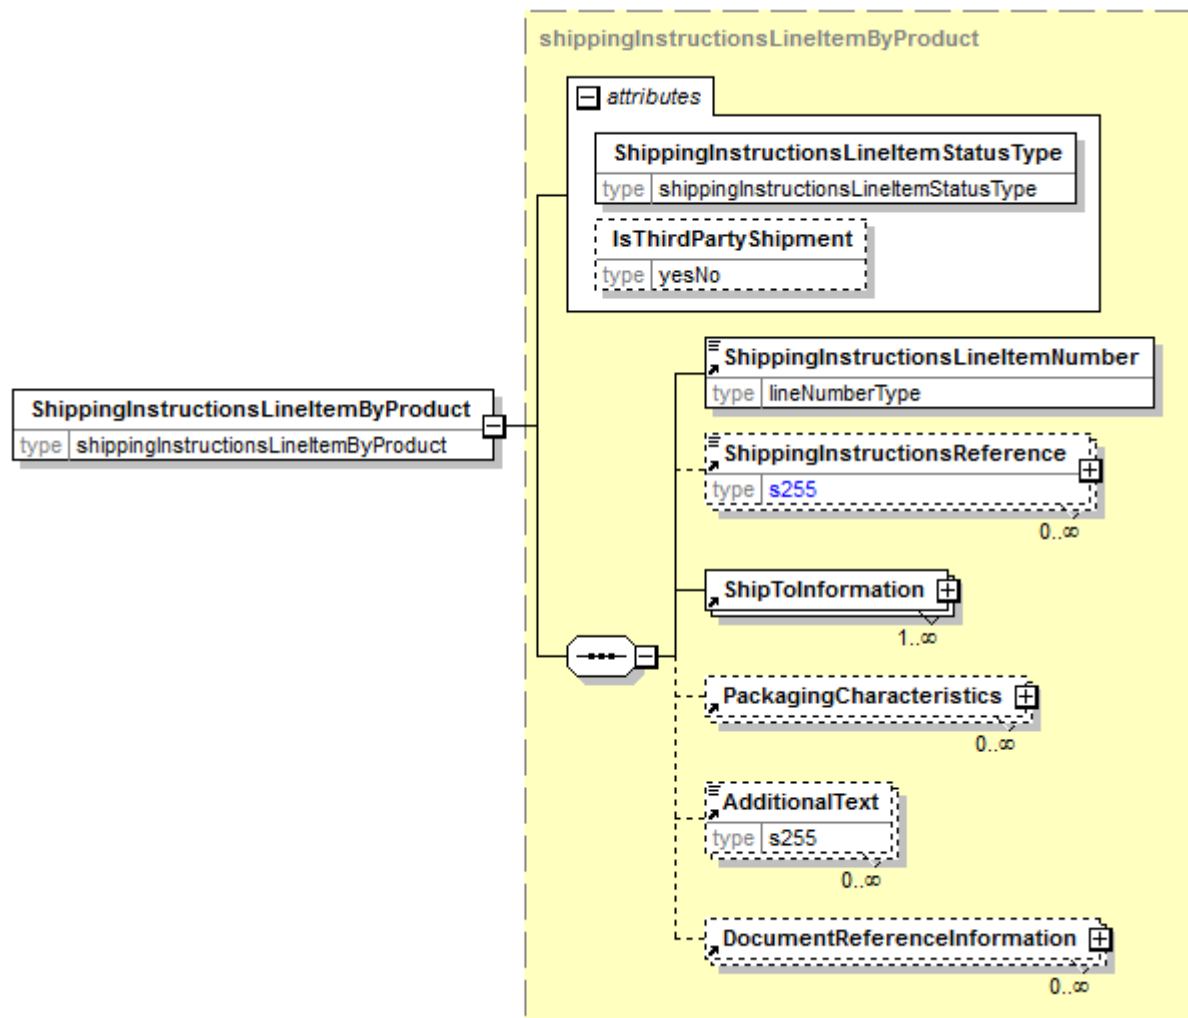 shippingInstructionsLineItemByProduct
attributes
ShippingInstructionsLineItemStatusType
type shippingInstructionsLineItemStatusType
IsThirdPartyShipment
type yesNo
ShippingInstructionsLineItemNumber
type lineNumberType
ShippingInstructionsLineItemByProduct
type shippingInstructionsLineItemByProduct
ShippingInstructionsReference
type s255
0..∞
ShipToInformation
1..∞
PackagingCharacteristics
0..∞
AdditionalText
type s255
0..∞
DocumentReferenceInformation
0..∞